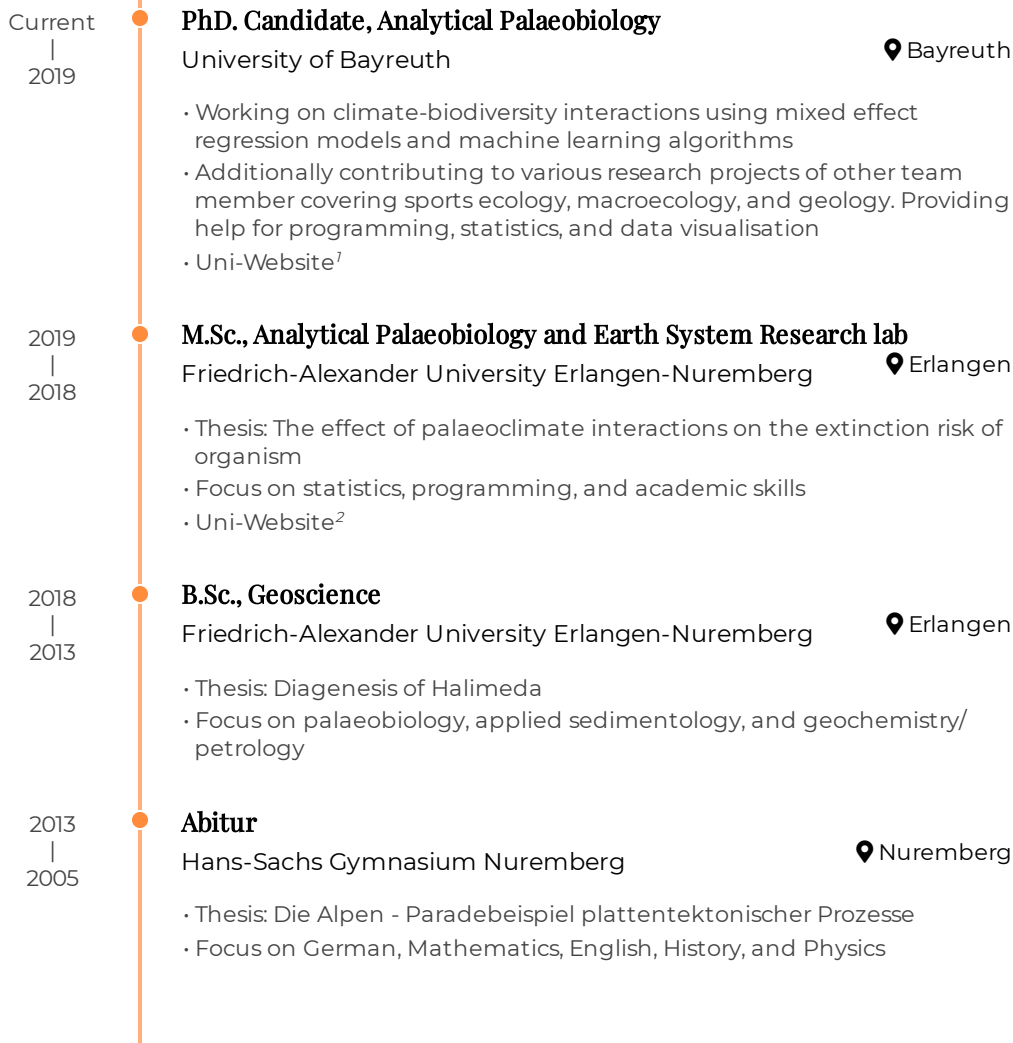 Current
|
2019
PhD. Candidate, Analytical Palaeobiology
University of Bayreuth
Bayreuth
• Working on climate-biodiversity interactions using mixed effect
regression models and machine learning algorithms
• Additionally contributing to various research projects of other team
member covering sports ecology, macroecology, and geology. Providing
help for programming, statistics, and data visualisation
• Uni-Website¹
2019
|
2018
M.Sc., Analytical Palaeobiology and Earth System Research lab
Friedrich-Alexander University Erlangen-Nuremberg
Erlangen
• Thesis: The effect of palaeoclimate interactions on the extinction risk of
organism
• Focus on statistics, programming, and academic skills
• Uni-Website²
2018
|
2013
B.Sc., Geoscience
Friedrich-Alexander University Erlangen-Nuremberg
Erlangen
• Thesis: Diagenesis of Halimeda
• Focus on palaeobiology, applied sedimentology, and geochemistry/
petrology
2013
|
2005
Abitur
Hans-Sachs Gymnasium Nuremberg
Nuremberg
• Thesis: Die Alpen - Paradebeispiel plattentektonischer Prozesse
• Focus on German, Mathematics, English, History, and Physics